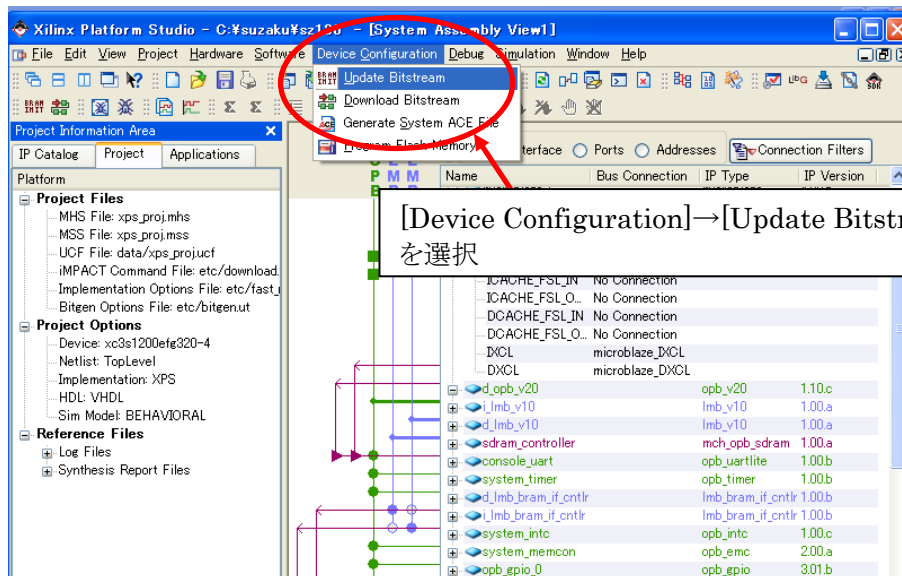 Xilinx Platform Studio - C:¥suzaku¥sz130 - [System Assembly View1]
File Edit View Project Hardware Software Device Configuration Debug Simulation Window Help
Update Bitstream
Download Bitstream
Generate System ACE File
Program Flash Memory
Project Information Area
IP Catalog Project Applications
Ports Addresses Connection Filters
Platform
Project Files
MHS File: xps_proj.mhs
MSS File: xps_proj.mss
UCF File: data/xps_proj.ucf
iMPACT Command File: etc/download.
Implementation Options File: etc/fast_
Bitgen Options File: etc/bitgen.ut
Project Options
Device: xc3s1200efg320-4
Netlist: TopLevel
Implementation: XPS
HDL: VHDL
Sim Model: BEHAVIORAL
Reference Files
Log Files
Synthesis Report Files
P M M
Name Bus Connection IP Type IP Version
[Device Configuration]→[Update Bitstr
を選択
ICACHE_FSL_IN No Connection
ICACHE_FSL_O... No Connection
DCACHE_FSL_IN No Connection
DCACHE_FSL_O... No Connection
IXCL microblaze_IXCL
DXCL microblaze_DXCL
d_opb_v20 opb_v20 1.10.c
i_lmb_v10 lmb_v10 1.00.a
d_lmb_v10 lmb_v10 1.00.a
sdram_controller mch_opb_sdram 1.00.a
console_uart opb_uartlite 1.00.b
system_timer opb_timer 1.00.b
d_lmb_bram_if_cntlr lmb_bram_if_cntlr 1.00.b
i_lmb_bram_if_cntlr lmb_bram_if_cntlr 1.00.b
system_intc opb_intc 1.00.c
system_memcon opb_emc 2.00.a
opb_gpio_0 opb_gpio 3.01.b